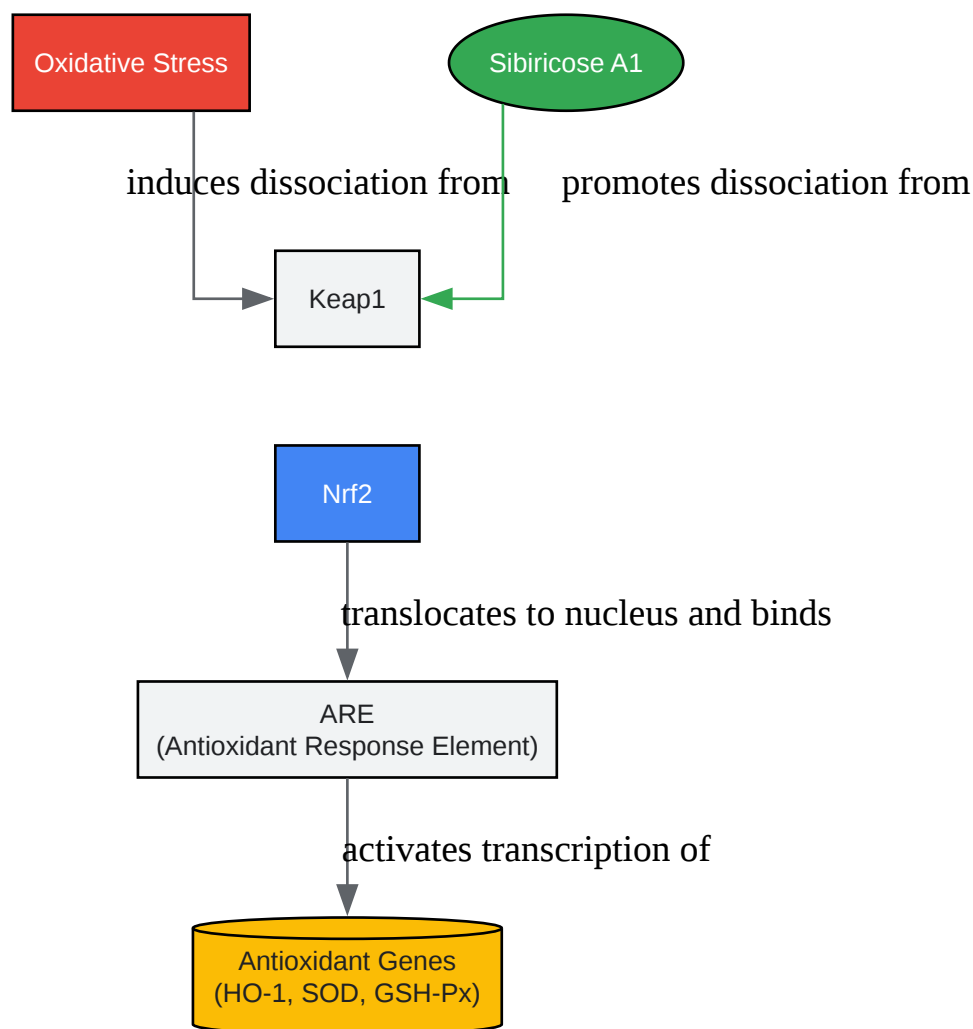 Oxidative Stress
Sibiricose A1
induces dissociation from
promotes dissociation from
Keap1
Nrf2
translocates to nucleus and binds
ARE
(Antioxidant Response Element)
activates transcription of
Antioxidant Genes
(HO-1, SOD, GSH-Px)